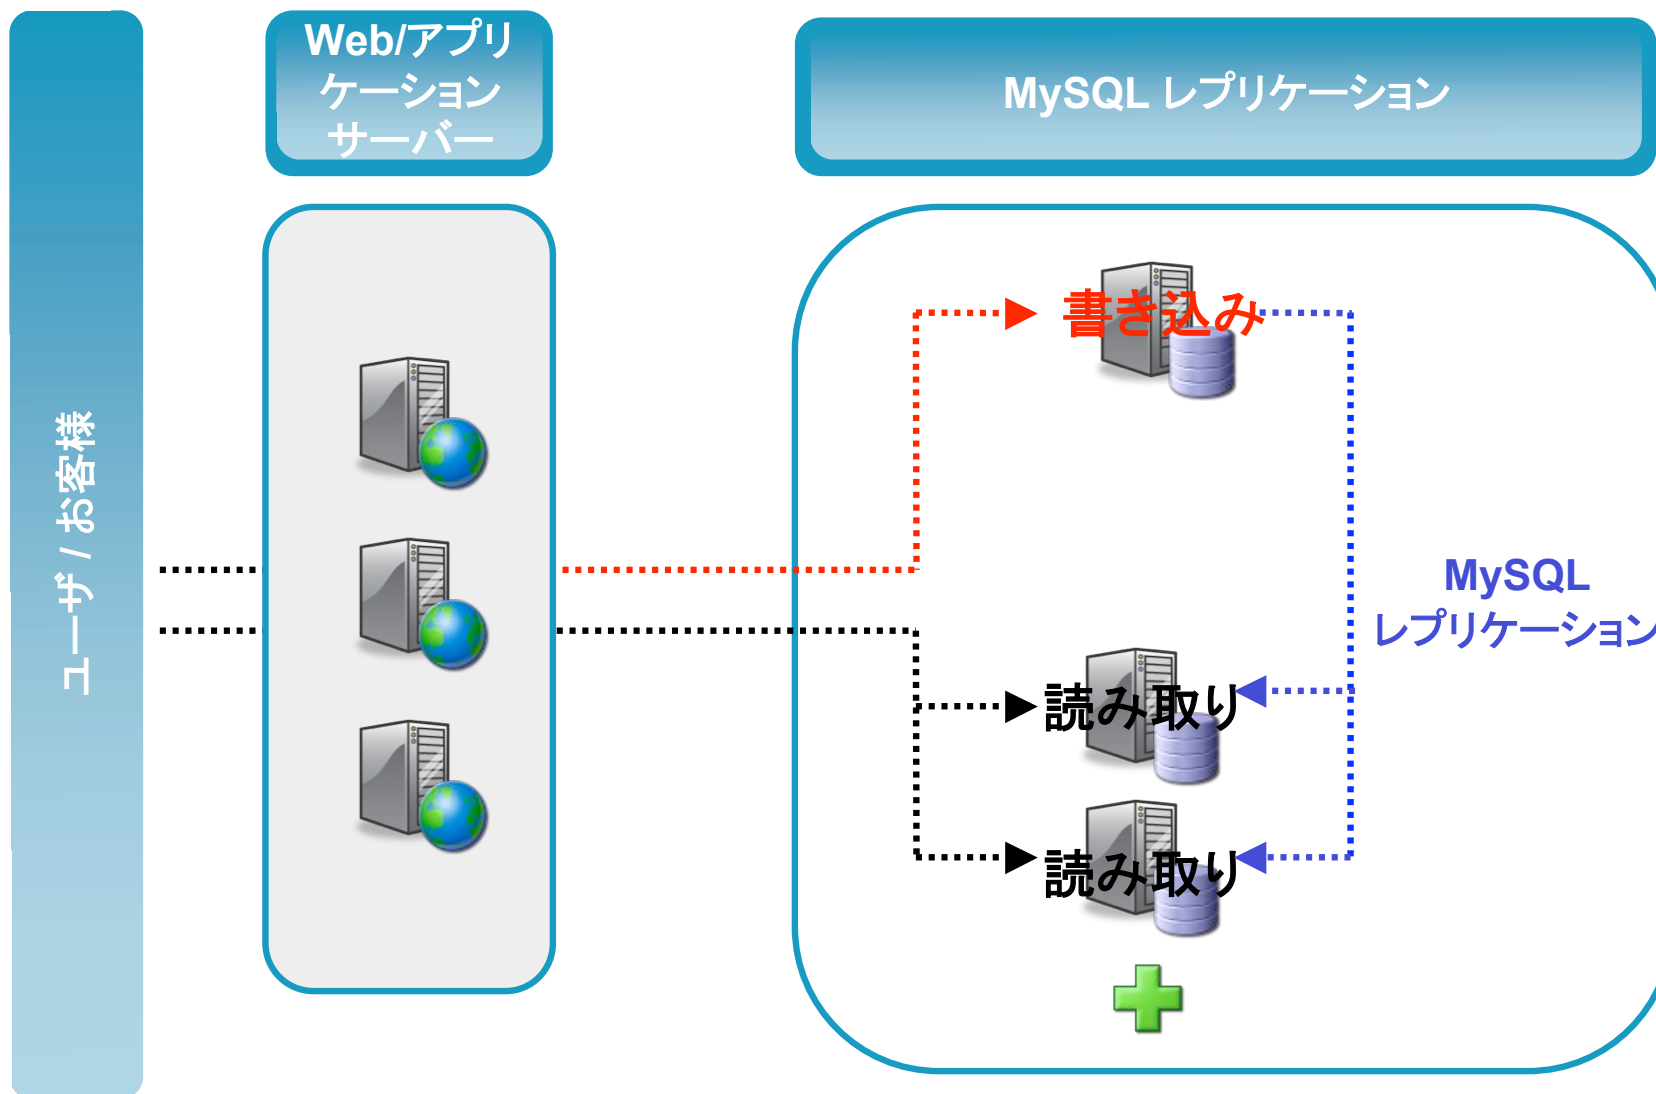 ユーザ / お客様
Web/アプリ
ケーション
サーバー
MySQL レプリケーション
書き込み
MySQL
レプリケーション
読み取り
読み取り